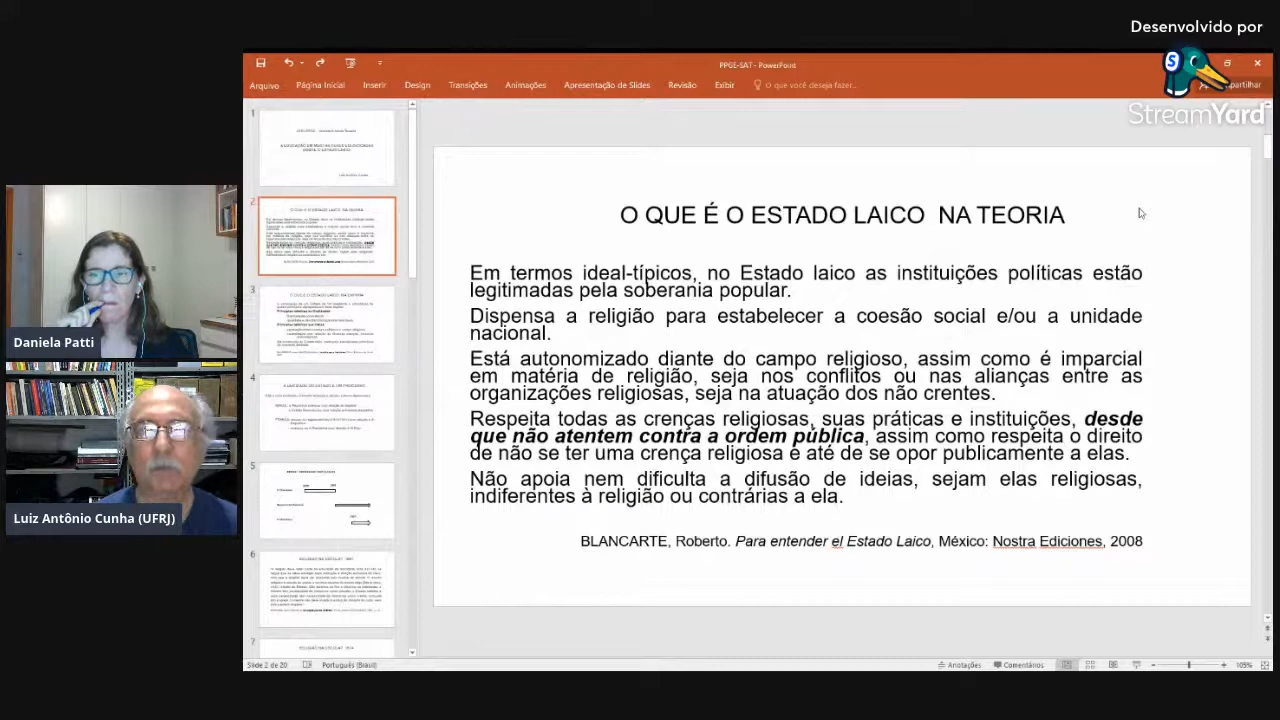 Desenvolvido por
StreamYard
PPGE-SAT - PowerPoint
Arquivo Página Inicial Inserir Design Transições Animações Apresentação de Slides Revisão Exibir O que você deseja fazer...
1
2
3
4
5
6
7
O QUE É O ESTADO LAICO NA TEORIA
Em termos ideal-típicos, no Estado laico as instituições políticas estão
legitimadas pela soberania popular.
Dispensa a religião para estabelecer a coesão social ou a unidade
nacional.
Está autonomizado diante do campo religioso, assim como é imparcial
em matéria de religião, seja nos conflitos ou nas alianças entre as
organizações religiosas, seja na atuação dos não crentes.
Respeita todas as crenças religiosas, suas práticas e instituições, desde
que não atentem contra a ordem pública, assim como respeita o direito
de não se ter uma crença religiosa e até de se opor publicamente a elas.
Não apoia nem dificulta a difusão de ideias, sejam elas religiosas,
indiferentes à religião ou contrárias a ela.
BLANCARTE, Roberto. Para entender el Estado Laico, México: Nostra Ediciones, 2008
Daniela Patti
Luiz Antônio Cunha (UFRJ)
Slide 2 de 20 Português (Brasil) Anotações Comentários 105%